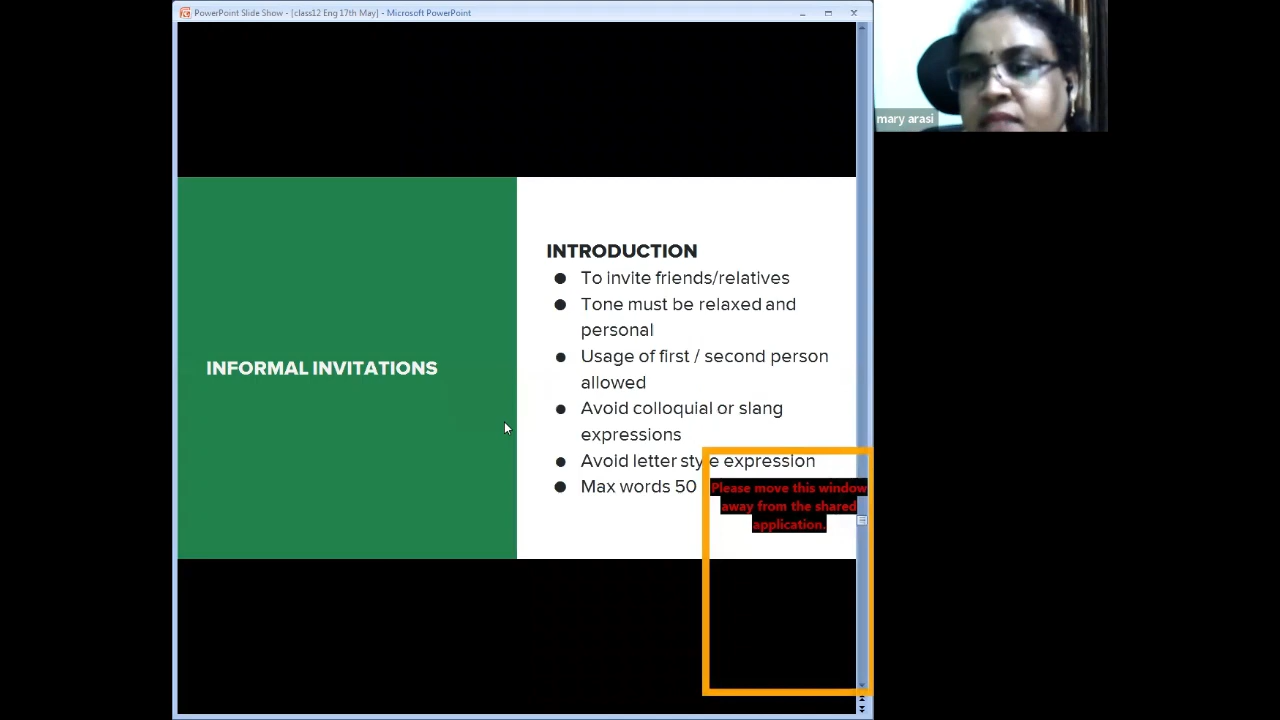 PowerPoint Slide Show - [class12 Eng 17th May] - Microsoft PowerPoint
mary arasi
INFORMAL INVITATIONS
INTRODUCTION
● To invite friends/relatives
● Tone must be relaxed and
personal
● Usage of first / second person
allowed
● Avoid colloquial or slang
expressions
● Avoid letter style expression
● Max words 50
Please move this window
away from the shared
application.